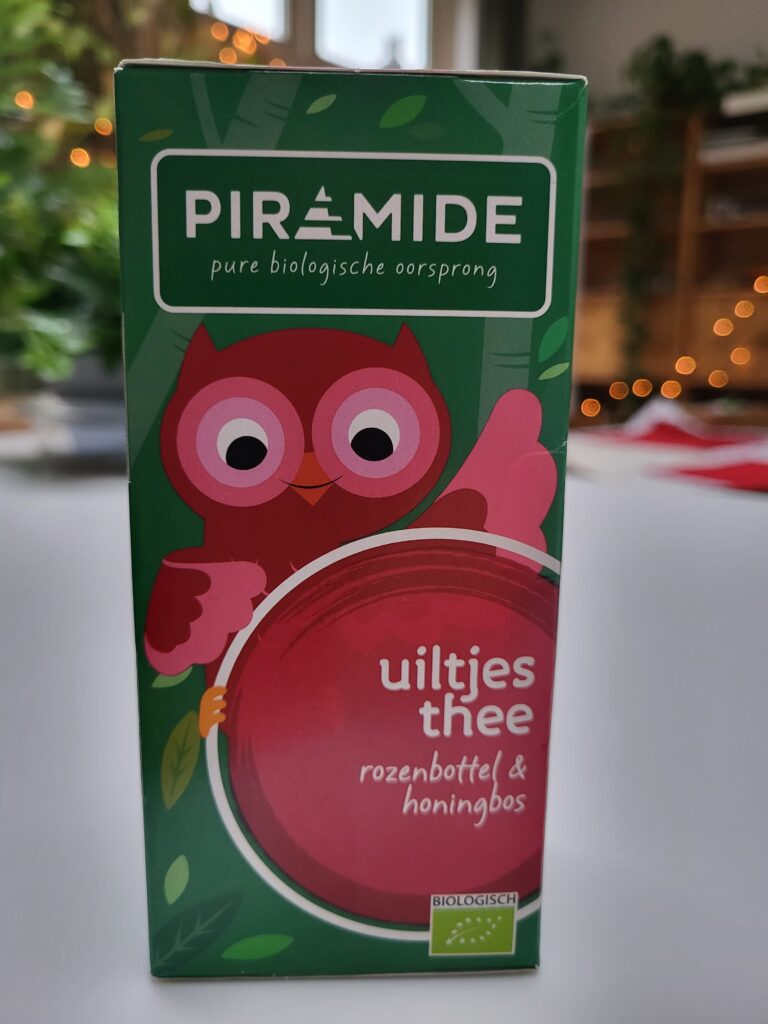 PIRAMIDE
pure biologische oorsprong
uiltjes
thee
rozenbottel &
honingbos
BIOLOGISCH